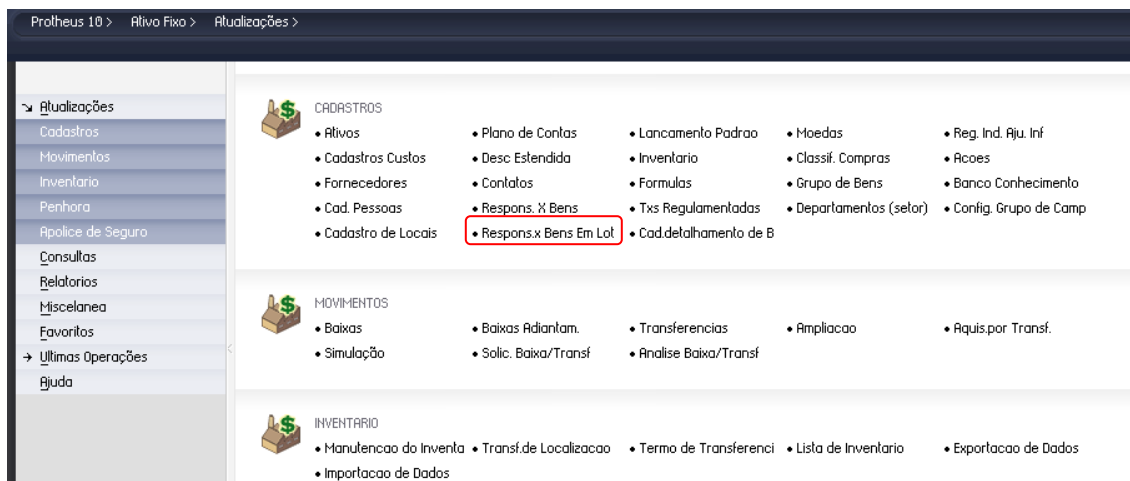 Protheus 10 > Ativo Fixo > Atualizações >
Atualizações
Cadastros
Movimentos
Inventario
Penhora
Apolice de Seguro
Consultas
Relatorios
Miscelanea
Favoritos
Ultimas Operações
Ajuda
CADASTROS
• Ativos • Plano de Contas • Lancamento Padrao • Moedas • Reg. Ind. Aju. Inf
• Cadastros Custos • Desc Estendida • Inventario • Classif. Compras • Acoes
• Fornecedores • Contatos • Formulas • Grupo de Bens • Banco Conhecimento
• Cad. Pessoas • Respons. X Bens • Txs Regulamentadas • Departamentos (setor) • Config. Grupo de Camp
• Cadastro de Locais • Respons.x Bens Em Lot • Cad.detalhamento de B
MOVIMENTOS
• Baixas • Baixas Adiantam. • Transferencias • Ampliacao • Aquis.por Transf.
• Simulação • Solic. Baixa/Transf • Analise Baixa/Transf
INVENTARIO
• Manutencao do Inventa • Transf.de Localizacao • Termo de Transferenci • Lista de Inventario • Exportacao de Dados
• Importacao de Dados